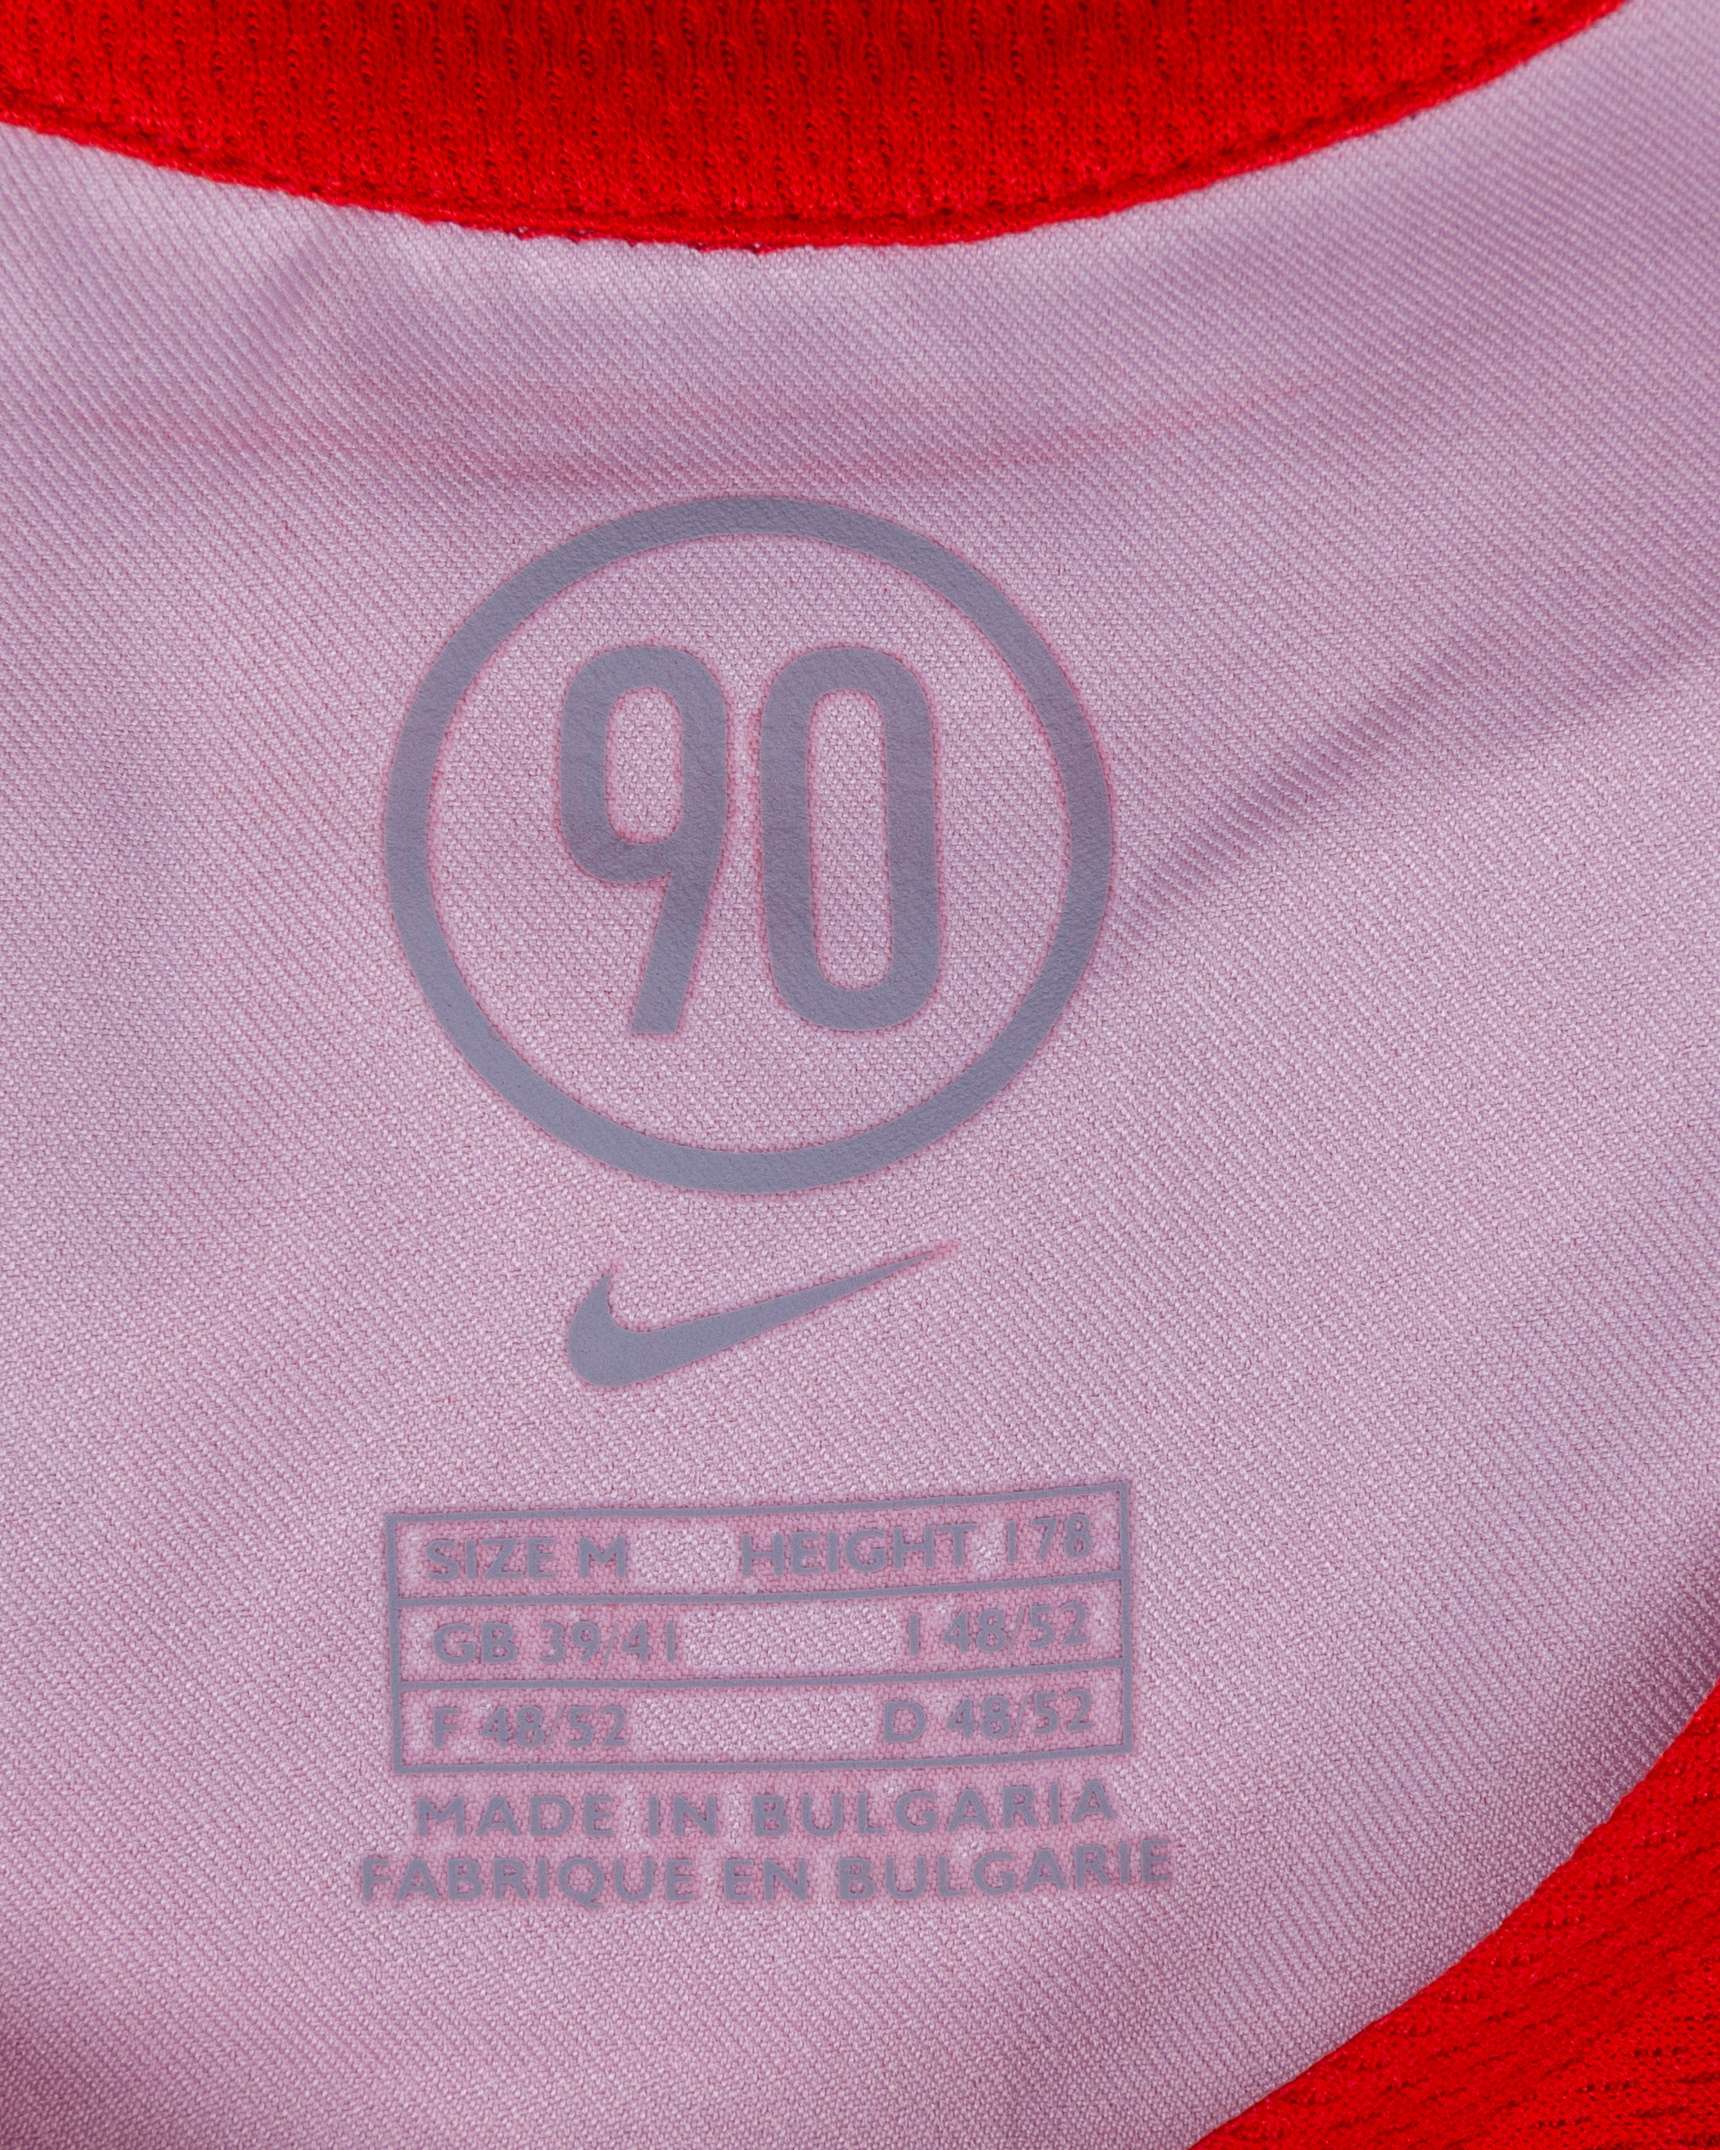 90
SIZE M HEIGHT 178
GB 39/41 I 48/52
F 48/52 D 48/52
MADE IN BULGARIA
FABRIQUE EN BULGARIE